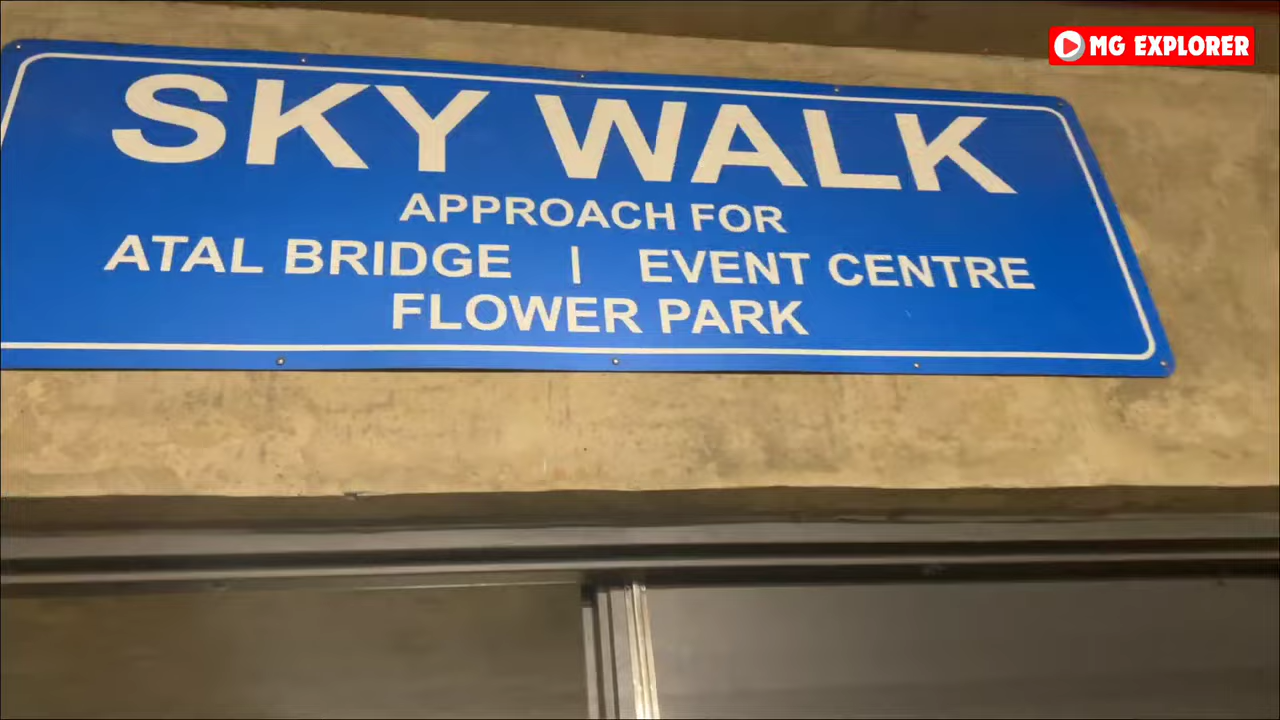 MG EXPLORER
SKY WALK
APPROACH FOR
ATAL BRIDGE | EVENT CENTRE
FLOWER PARK